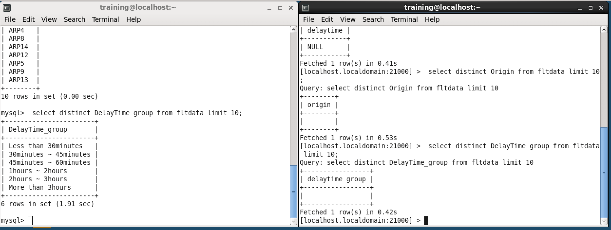 training@localhost:~
File Edit View Search Terminal Help
| ARP4 |
| ARP8 |
| ARP14 |
| ARP12 |
| ARP5 |
| ARP9 |
| ARP13 |
+--------+
10 rows in set (0.00 sec)
mysql> select distinct DelayTime_group from fltdata limit 10;
+----------------------+
| DelayTime_group |
+----------------------+
| Less than 30minutes |
| 30minutes ~ 45minutes |
| 45minutes ~ 60minutes |
| 1hours ~ 2hours |
| 2hours ~ 3hours |
| More than 3hours |
+----------------------+
6 rows in set (1.91 sec)
mysql>
training@localhost:~
File Edit View Search Terminal Help
| delaytime |
+-----------+
| NULL |
+-----------+
Fetched 1 row(s) in 0.41s
[localhost.localdomain:21000] > select distinct Origin from fltdata limit 10
;
Query: select distinct Origin from fltdata limit 10
+--------+
| origin |
+--------+
| |
+--------+
Fetched 1 row(s) in 0.53s
[localhost.localdomain:21000] > select distinct DelayTime_group from fltdata
limit 10;
Query: select distinct DelayTime_group from fltdata limit 10
+-----------------+
| delaytime_group |
+-----------------+
| |
+-----------------+
Fetched 1 row(s) in 0.42s
[localhost.localdomain:21000] >